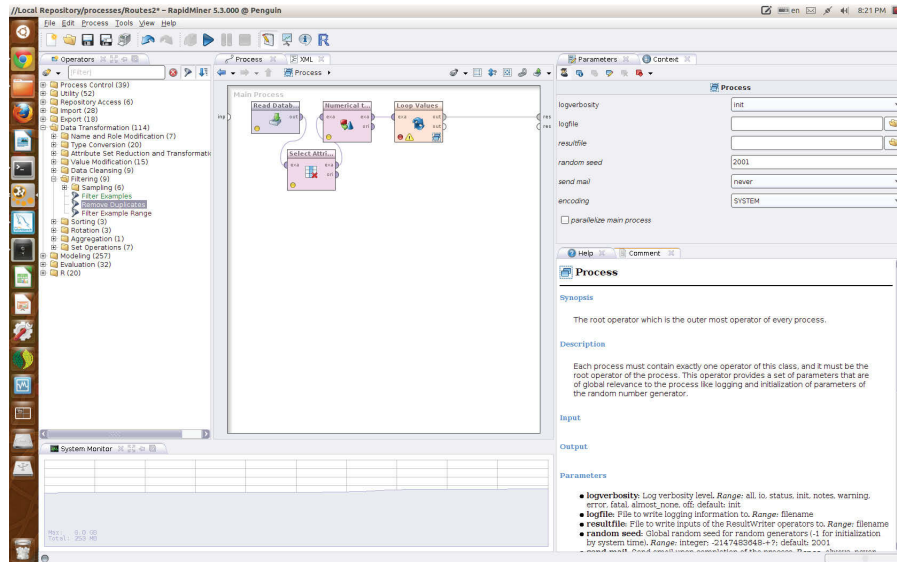 //Local Repository/processes/Routes2* – RapidMiner 5.3.000 @ Penguin
en
8:21 PM
File Edit Process Tools View Help
Operators
[Filter]
Process Control (39)
Utility (52)
Repository Access (6)
Import (28)
Export (18)
Data Transformation (114)
Name and Role Modification (7)
Type Conversion (20)
Attribute Set Reduction and Transformatio
Value Modification (15)
Data Cleansing (9)
Filtering (9)
Sampling (6)
Filter Examples
Remove Duplicates
Filter Example Range
Sorting (3)
Rotation (3)
Aggregation (1)
Set Operations (7)
Modeling (257)
Evaluation (32)
R (20)
Process
XML
Process
Main Process
inp
Read Datab...
out
Numerical t...
exa
exa
ori
Loop Values
exa
out
out
res
res
Select Attri...
exa
exa
ori
System Monitor
Max: 6.0 GB
Total: 253 MB
Parameters
Context
Process
logverbosity
init
logfile
resultfile
random seed
2001
send mail
never
encoding
SYSTEM
parallelize main process
Help
Comment
Process
Synopsis
The root operator which is the outer most operator of every process.
Description
Each process must contain exactly one operator of this class, and it must be the
root operator of the process. This operator provides a set of parameters that are
of global relevance to the process like logging and initialization of parameters of
the random number generator.
Input
Output
Parameters
● logverbosity: Log verbosity level. Range: all, io, status, init, notes, warning,
error, fatal, almost_none, off; default: init
● logfile: File to write logging information to. Range: filename
● resultfile: File to write inputs of the ResultWriter operators to. Range: filename
● random seed: Global random seed for random generators (-1 for initialization
by system time). Range: integer; -2147483648-+?; default: 2001